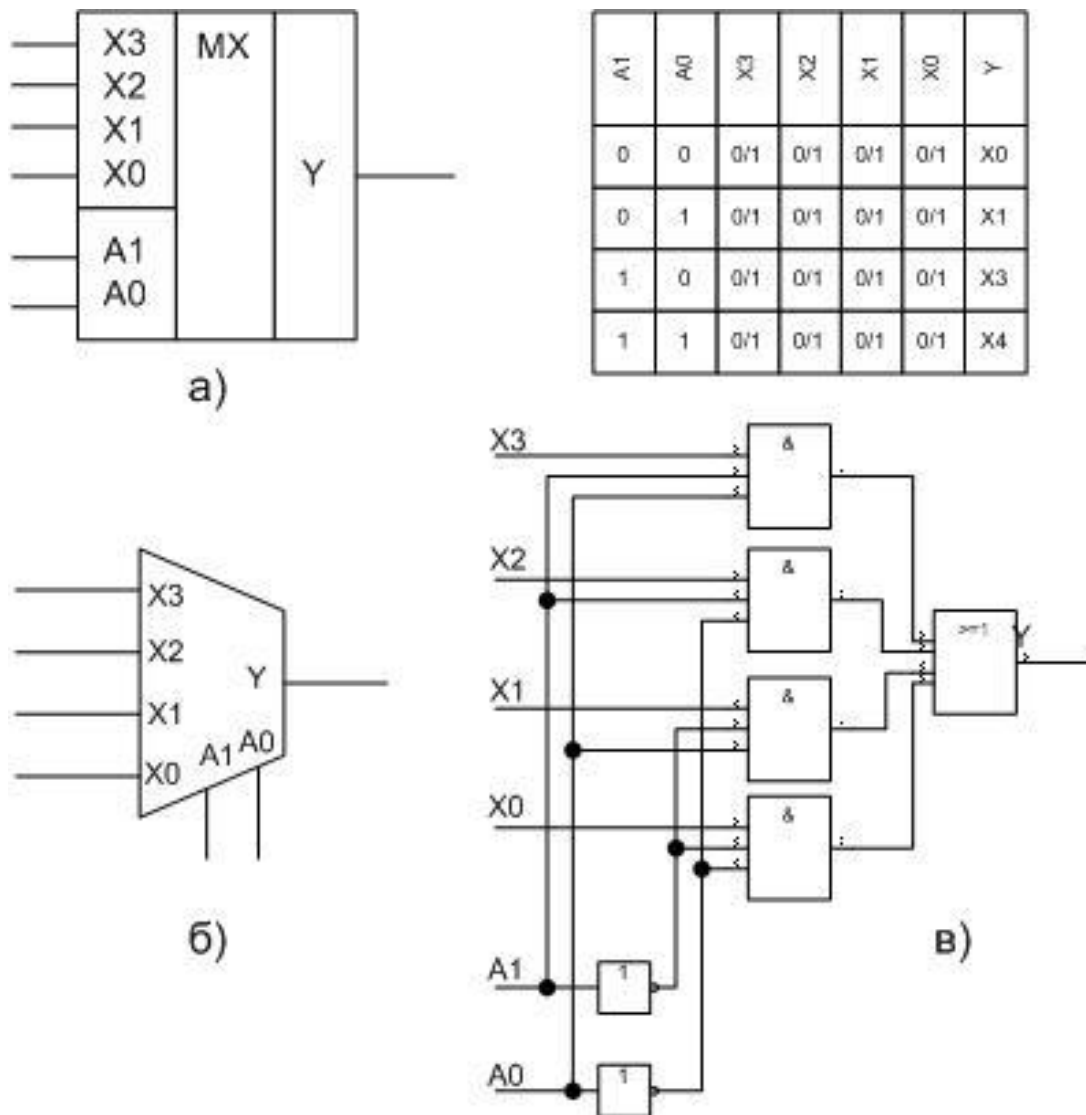 X3 MX
X2
X1
X0 Y
A1
A0
а)
A1 A0 X3 X2 X1 X0 Y
0 0 0/1 0/1 0/1 0/1 X0
0 1 0/1 0/1 0/1 0/1 X1
1 0 0/1 0/1 0/1 0/1 X3
1 1 0/1 0/1 0/1 0/1 X4
X3
X2
Y
X1
A1 A0
X0
б)
X3 &
X2 &
>=1 Y
X1 &
X0 &
в)
A1 1
A0 1